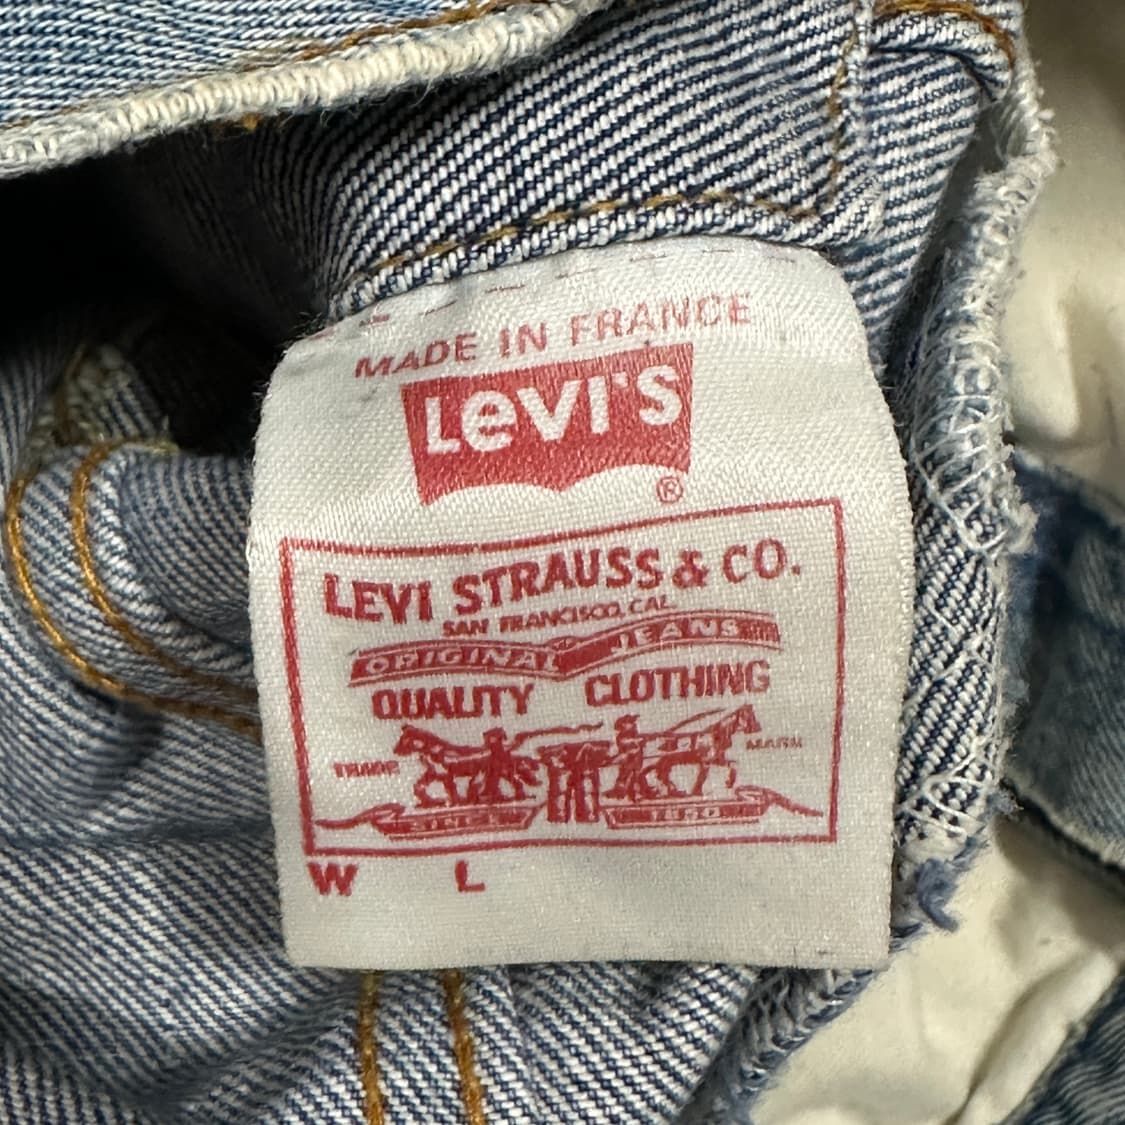 MADE IN FRANCE
LEVI'S
®
LEVI STRAUSS & CO.
SAN FRANCISCO, CAL
ORIGINAL JEANS
QUALITY CLOTHING
TRADE MARK
W L